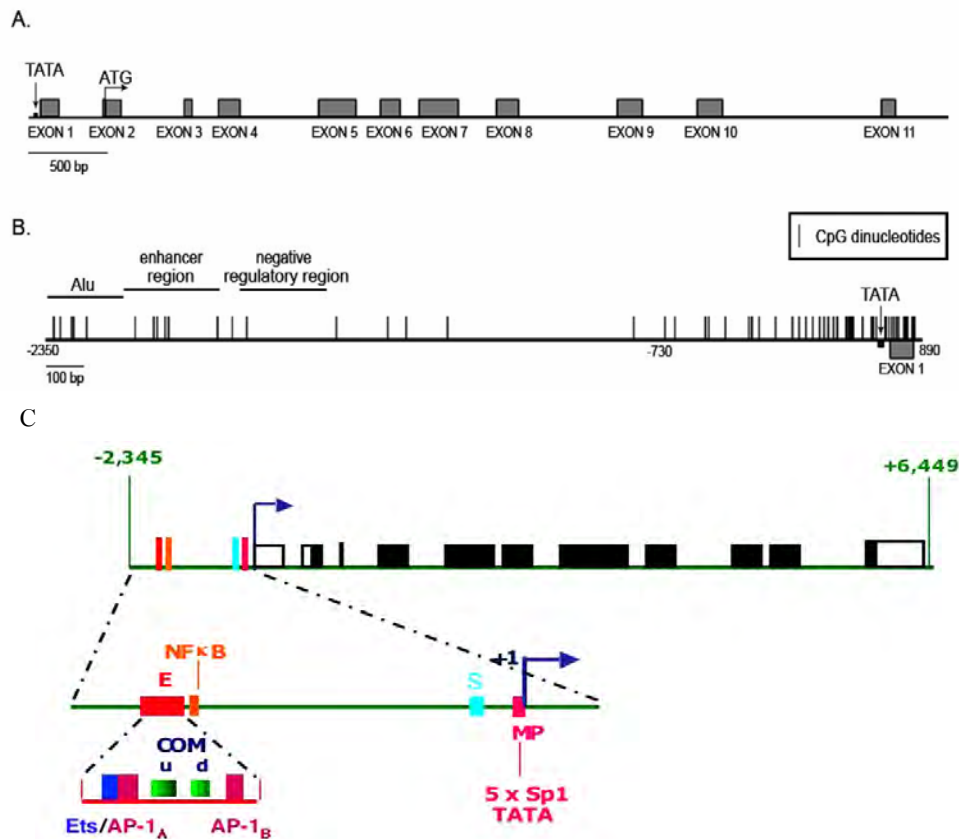 A.
TATA
ATG
EXON 1 EXON 2 EXON 3 EXON 4 EXON 5 EXON 6 EXON 7 EXON 8 EXON 9 EXON 10 EXON 11
500 bp
B.
CpG dinucleotides
enhancer
region
negative
regulatory region
Alu
TATA
-2350 -730 890
EXON 1
100 bp
C
-2,345 +6,449
NFκB
E
+1
S
MP
COM
u d
5 x Sp1
TATA
Ets/AP-1A AP-1B